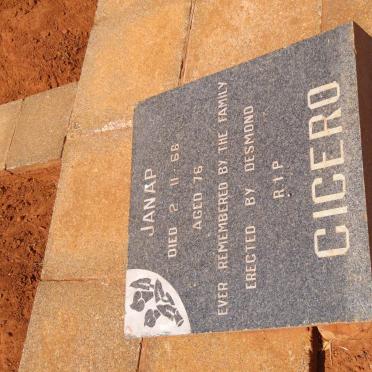 CICERO
JANAP
DIED 2 11 68
AGED 76
EVER REMEMBERED BY THE FAMILY
ERECTED BY DESMOND
R.I.P